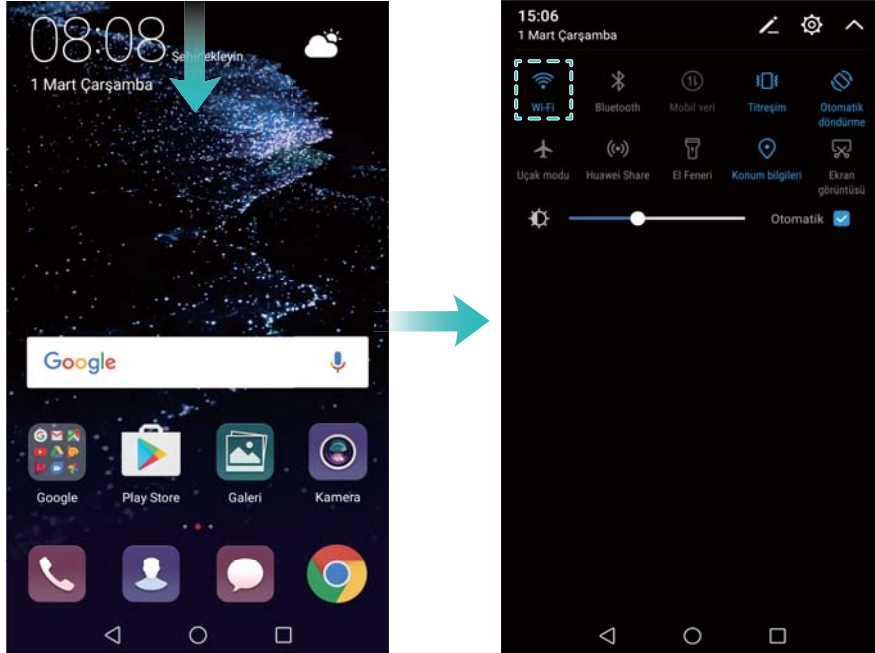 08:08
Şehir ekleyin
1 Mart Çarşamba
Google
Google
Play Store
Galeri
Kamera
15:06
1 Mart Çarşamba
Wi-Fi
Bluetooth
Mobil veri
Titreşim
Otomatik
döndürme
Uçak modu
Huawei Share
El Feneri
Konum bilgileri
Ekran
görüntüsü
Otomatik